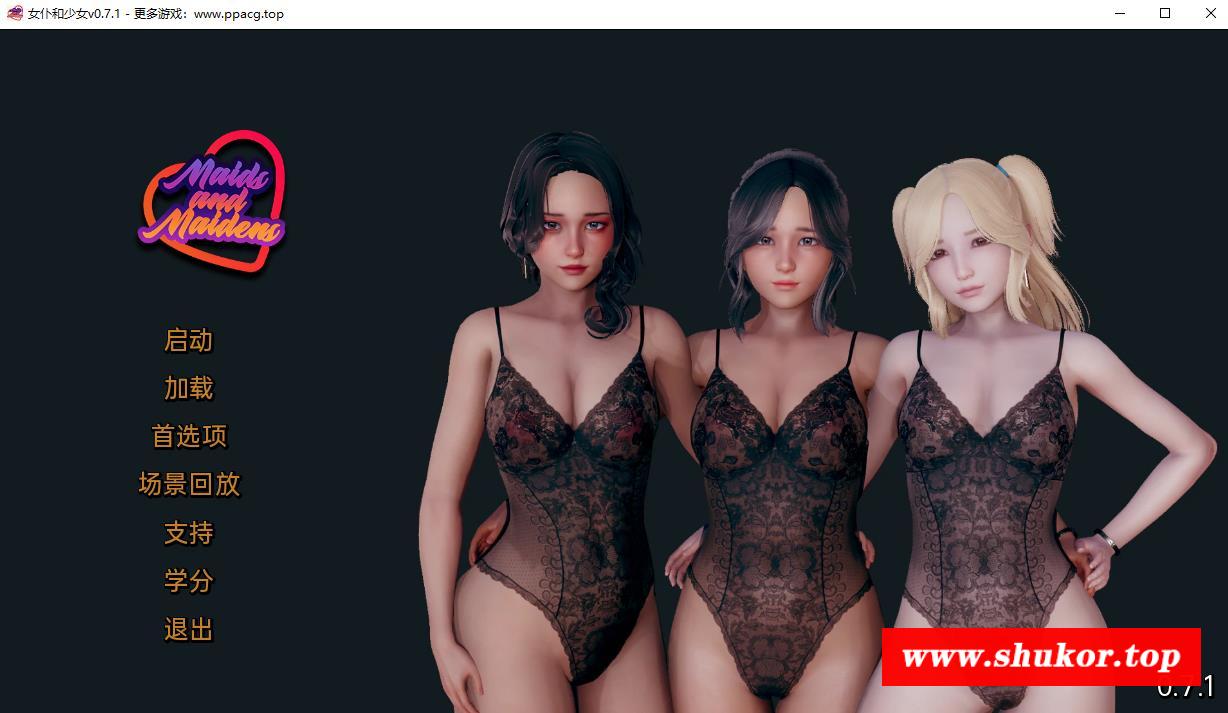 女仆和少女v0.7.1 - 更多游戏：www.ppacg.top
Maids
and
Maidens
启动
加载
首选项
场景回放
支持
学分
退出
www.shukor.top
0.7.1